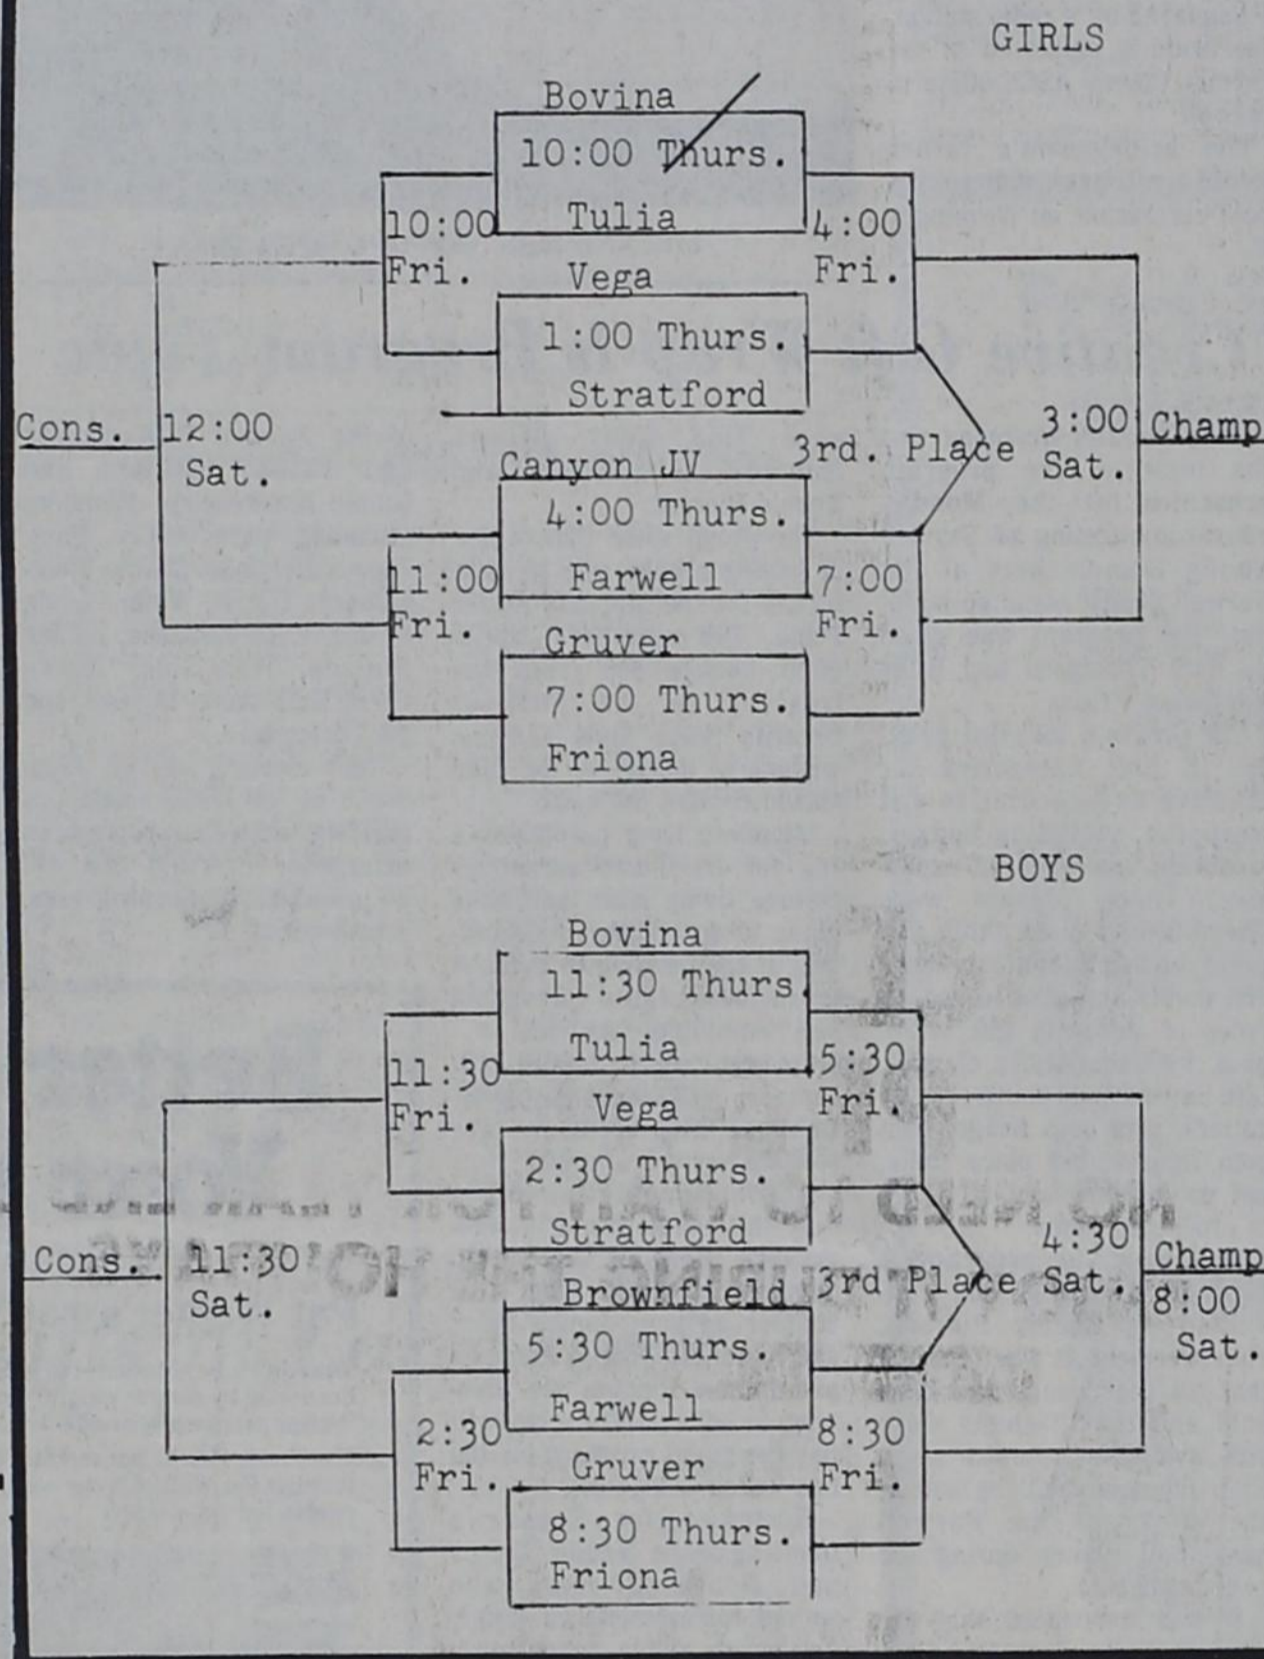 GIRLS
Bovina
10:00 Thurs.
Tulia
10:00
Fri.
4:00
Fri.
Vega
1:00 Thurs.
Stratford
Cons.
12:00
Sat.
3rd. Place
3:00
Sat.
Champ
Canyon JV
4:00 Thurs.
Farwell
11:00
Fri.
7:00
Fri.
Gruver
7:00 Thurs.
Friona
BOYS
Bovina
11:30 Thurs.
Tulia
11:30
Fri.
5:30
Fri.
Vega
2:30 Thurs.
Stratford
Cons.
11:30
Sat.
3rd Place
4:30
Sat.
Champ
8:00
Sat.
Brownfield
5:30 Thurs.
Farwell
2:30
Fri.
8:30
Fri.
Gruver
8:30 Thurs.
Friona